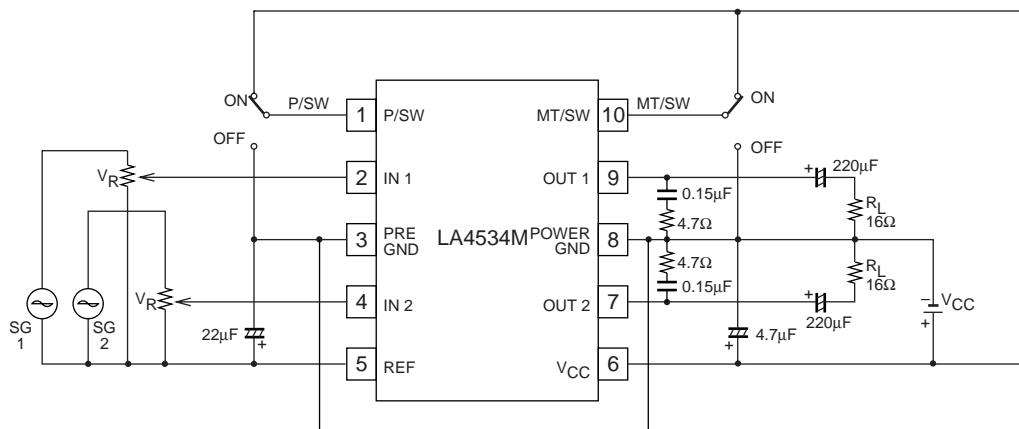 ON
P/SW
OFF
1
P/SW
MT/SW
10
MT/SW
ON
OFF
V_R
2
IN 1
OUT 1
9
220μF
+
0.15μF
4.7Ω
R_L
16Ω
3
PRE
GND
LA4534M
POWER
GND
8
4.7Ω
0.15μF
R_L
16Ω
V_R
4
IN 2
OUT 2
7
+
220μF
−
+
V_CC
SG
1
SG
2
22μF
+
5
REF
V_CC
6
4.7μF
+